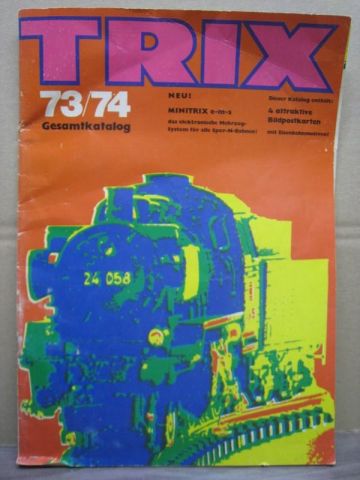 TRIX
73/74
Gesamtkatalog
NEU!
MINITRIX e-m-s
das elektronische Mehrzug-
System für alle Spur-N-Bahnen!
Dieser Katalog enthält:
4 attraktive
Bildpostkarten
mit Eisenbahnmotiven!
24 058